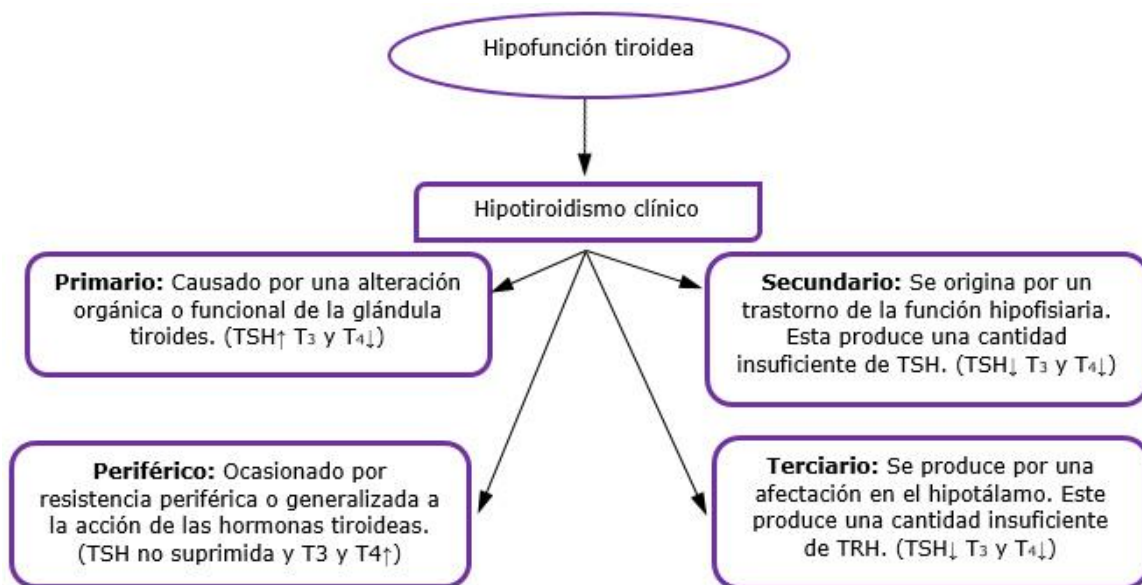 Hipofunción tiroidea
Hipotiroidismo clínico
Primario: Causado por una alteración
orgánica o funcional de la glándula
tiroides. (TSH↑ T₃ y T₄↓)
Secundario: Se origina por un
trastorno de la función hipofisiaria.
Esta produce una cantidad
insuficiente de TSH. (TSH↓ T₃ y T₄↓)
Periférico: Ocasionado por
resistencia periférica o generalizada a
la acción de las hormonas tiroideas.
(TSH no suprimida y T3 y T4↑)
Terciario: Se produce por una
afectación en el hipotálamo. Este
produce una cantidad insuficiente
de TRH. (TSH↓ T₃ y T₄↓)